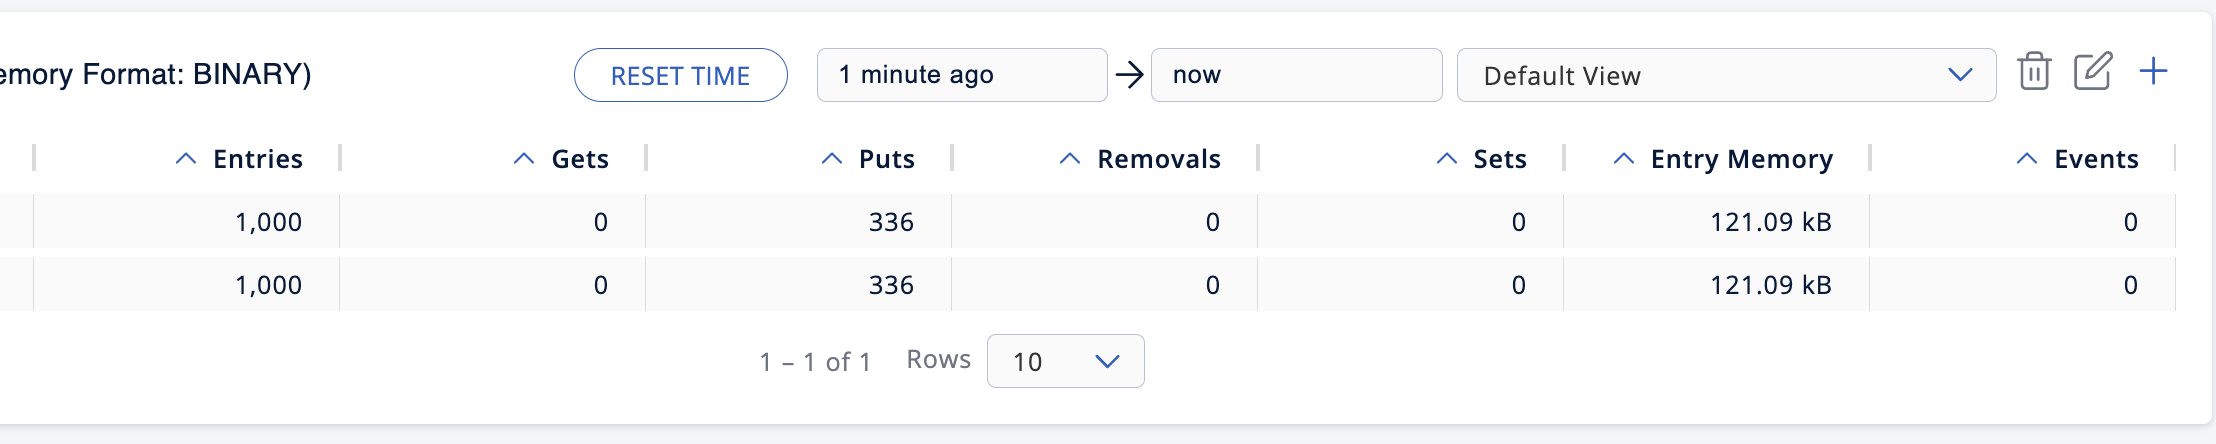 emory Format: BINARY)
RESET TIME
1 minute ago → now
Default View
Entries Gets Puts Removals Sets Entry Memory Events
1,000 0 336 0 0 121.09 kB 0
1,000 0 336 0 0 121.09 kB 0
1 – 1 of 1 Rows 10